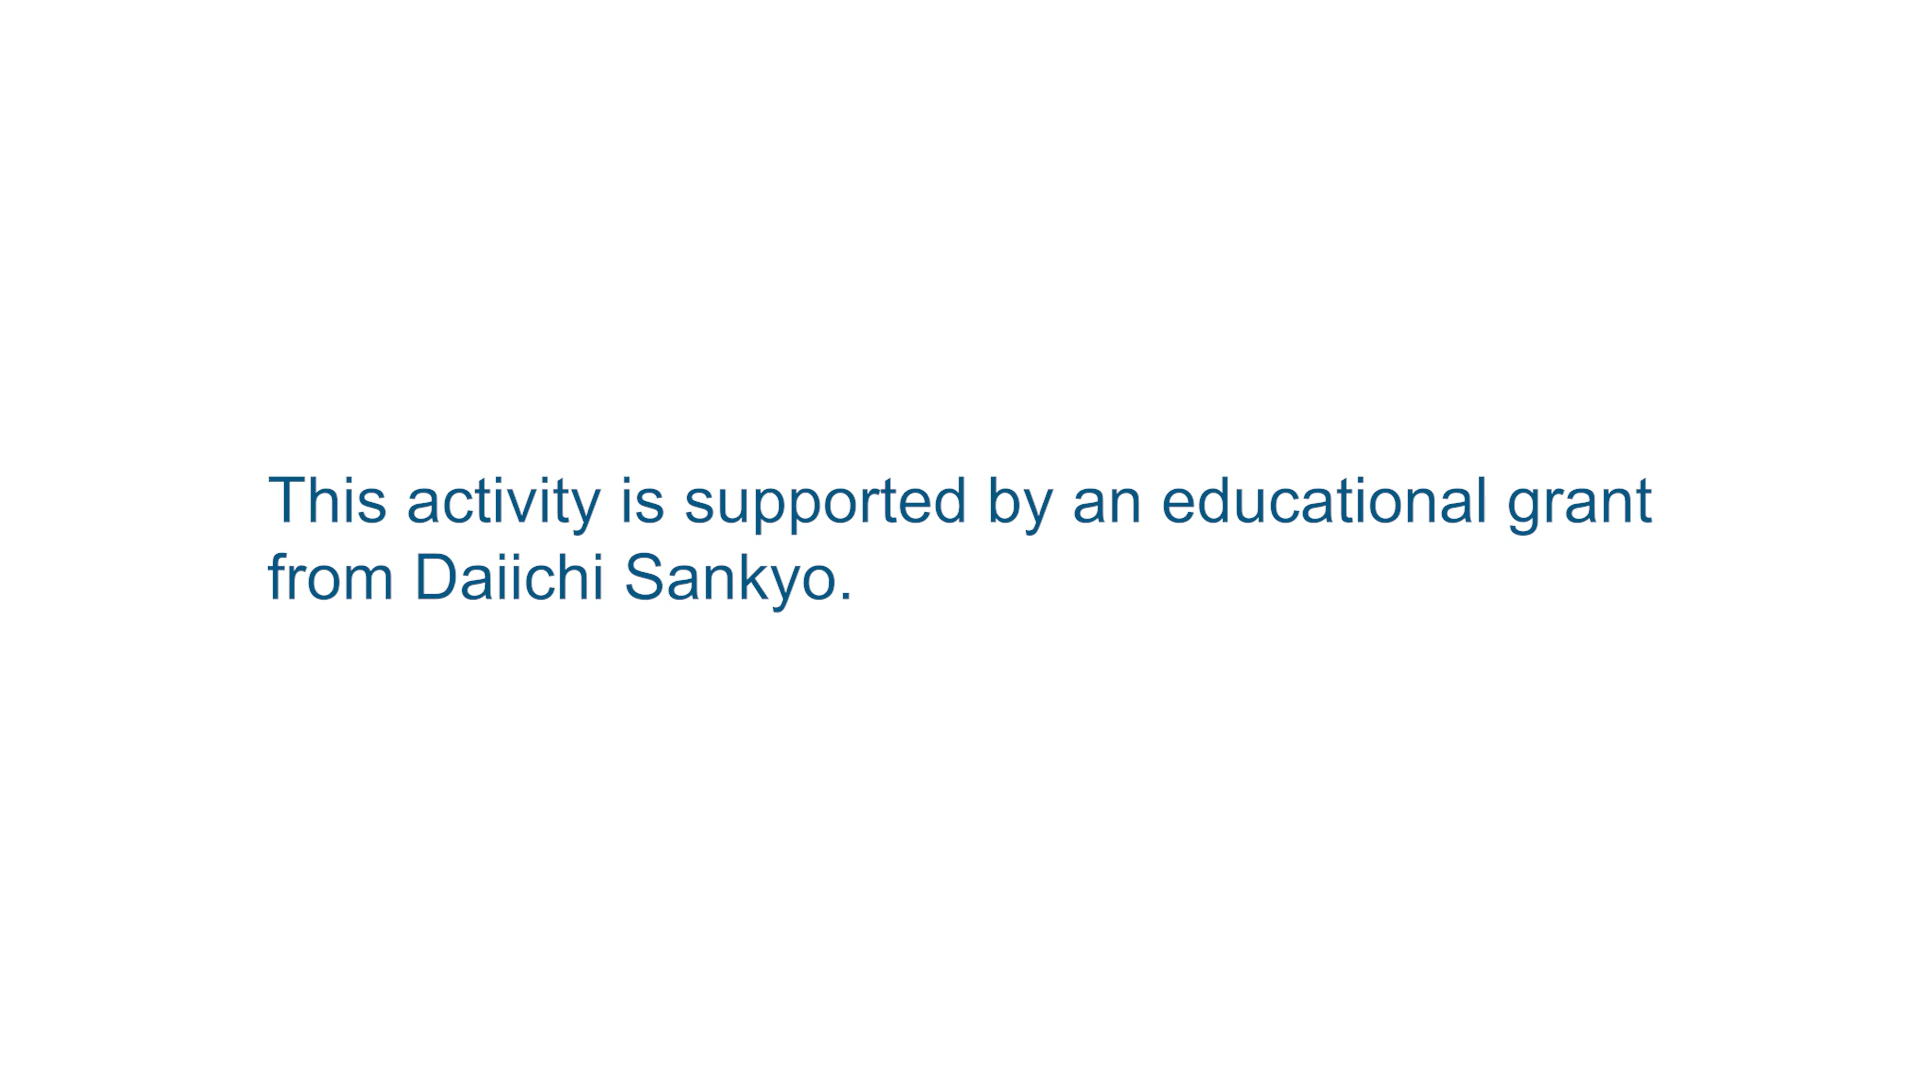 This activity is supported by an educational grant
from Daiichi Sankyo.